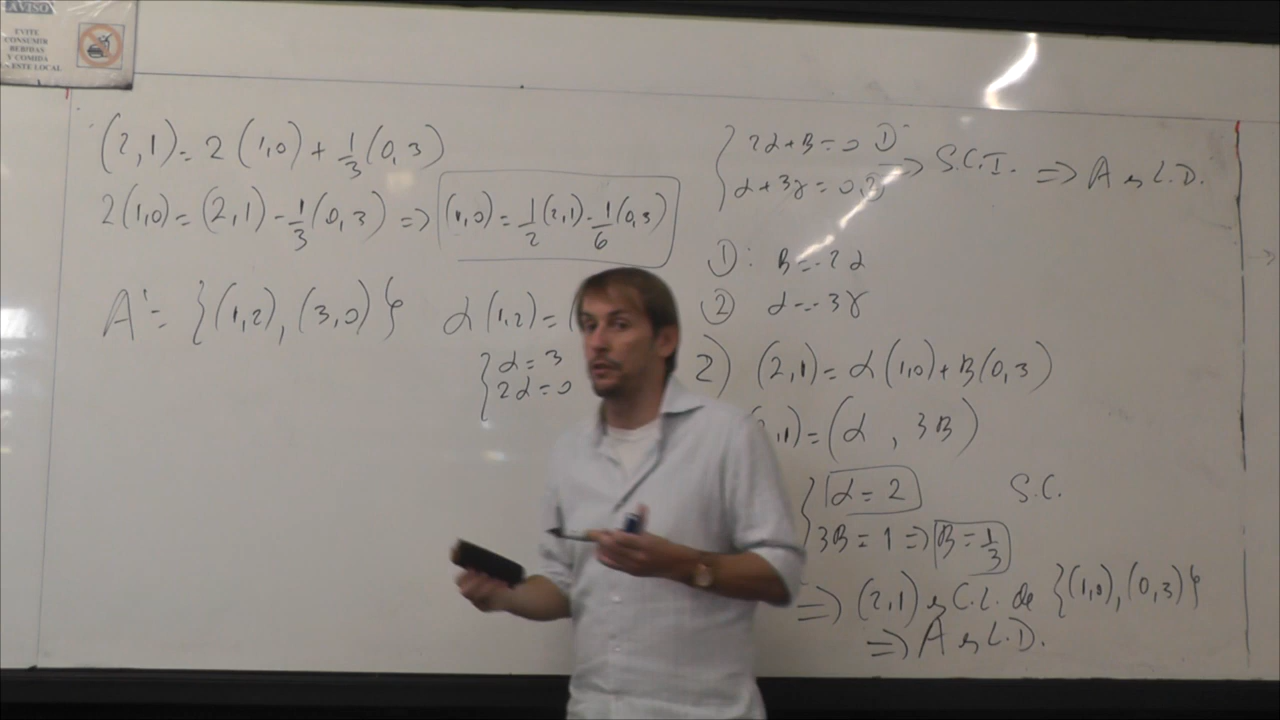 AVISO
EVITE
CONSUMIR
BEBIDAS
Y COMIDA
EN ESTE LOCAL
(2,1) = 2(1,0) + 1/3 (0,3)
2(1,0) = (2,1) - 1/3 (0,3) => (1,0) = 1/2 (2,1) - 1/6 (0,3)
A' = {(1,2), (3,0)} α(1,2) = (
{ α = 3
2α = 0
{ 2α + β = 0 ①
α + 3γ = 0 ② => S.C.I. => A es L.D.
①: β = -2α
② α = -3γ
2) (2,1) = α(1,0) + β(0,3)
,1) = (α , 3β)
{ α = 2 S.C.
3β = 1 => β = 1/3
=> (2,1) es C.L. de {(1,0), (0,3)}
=> A es L.D.